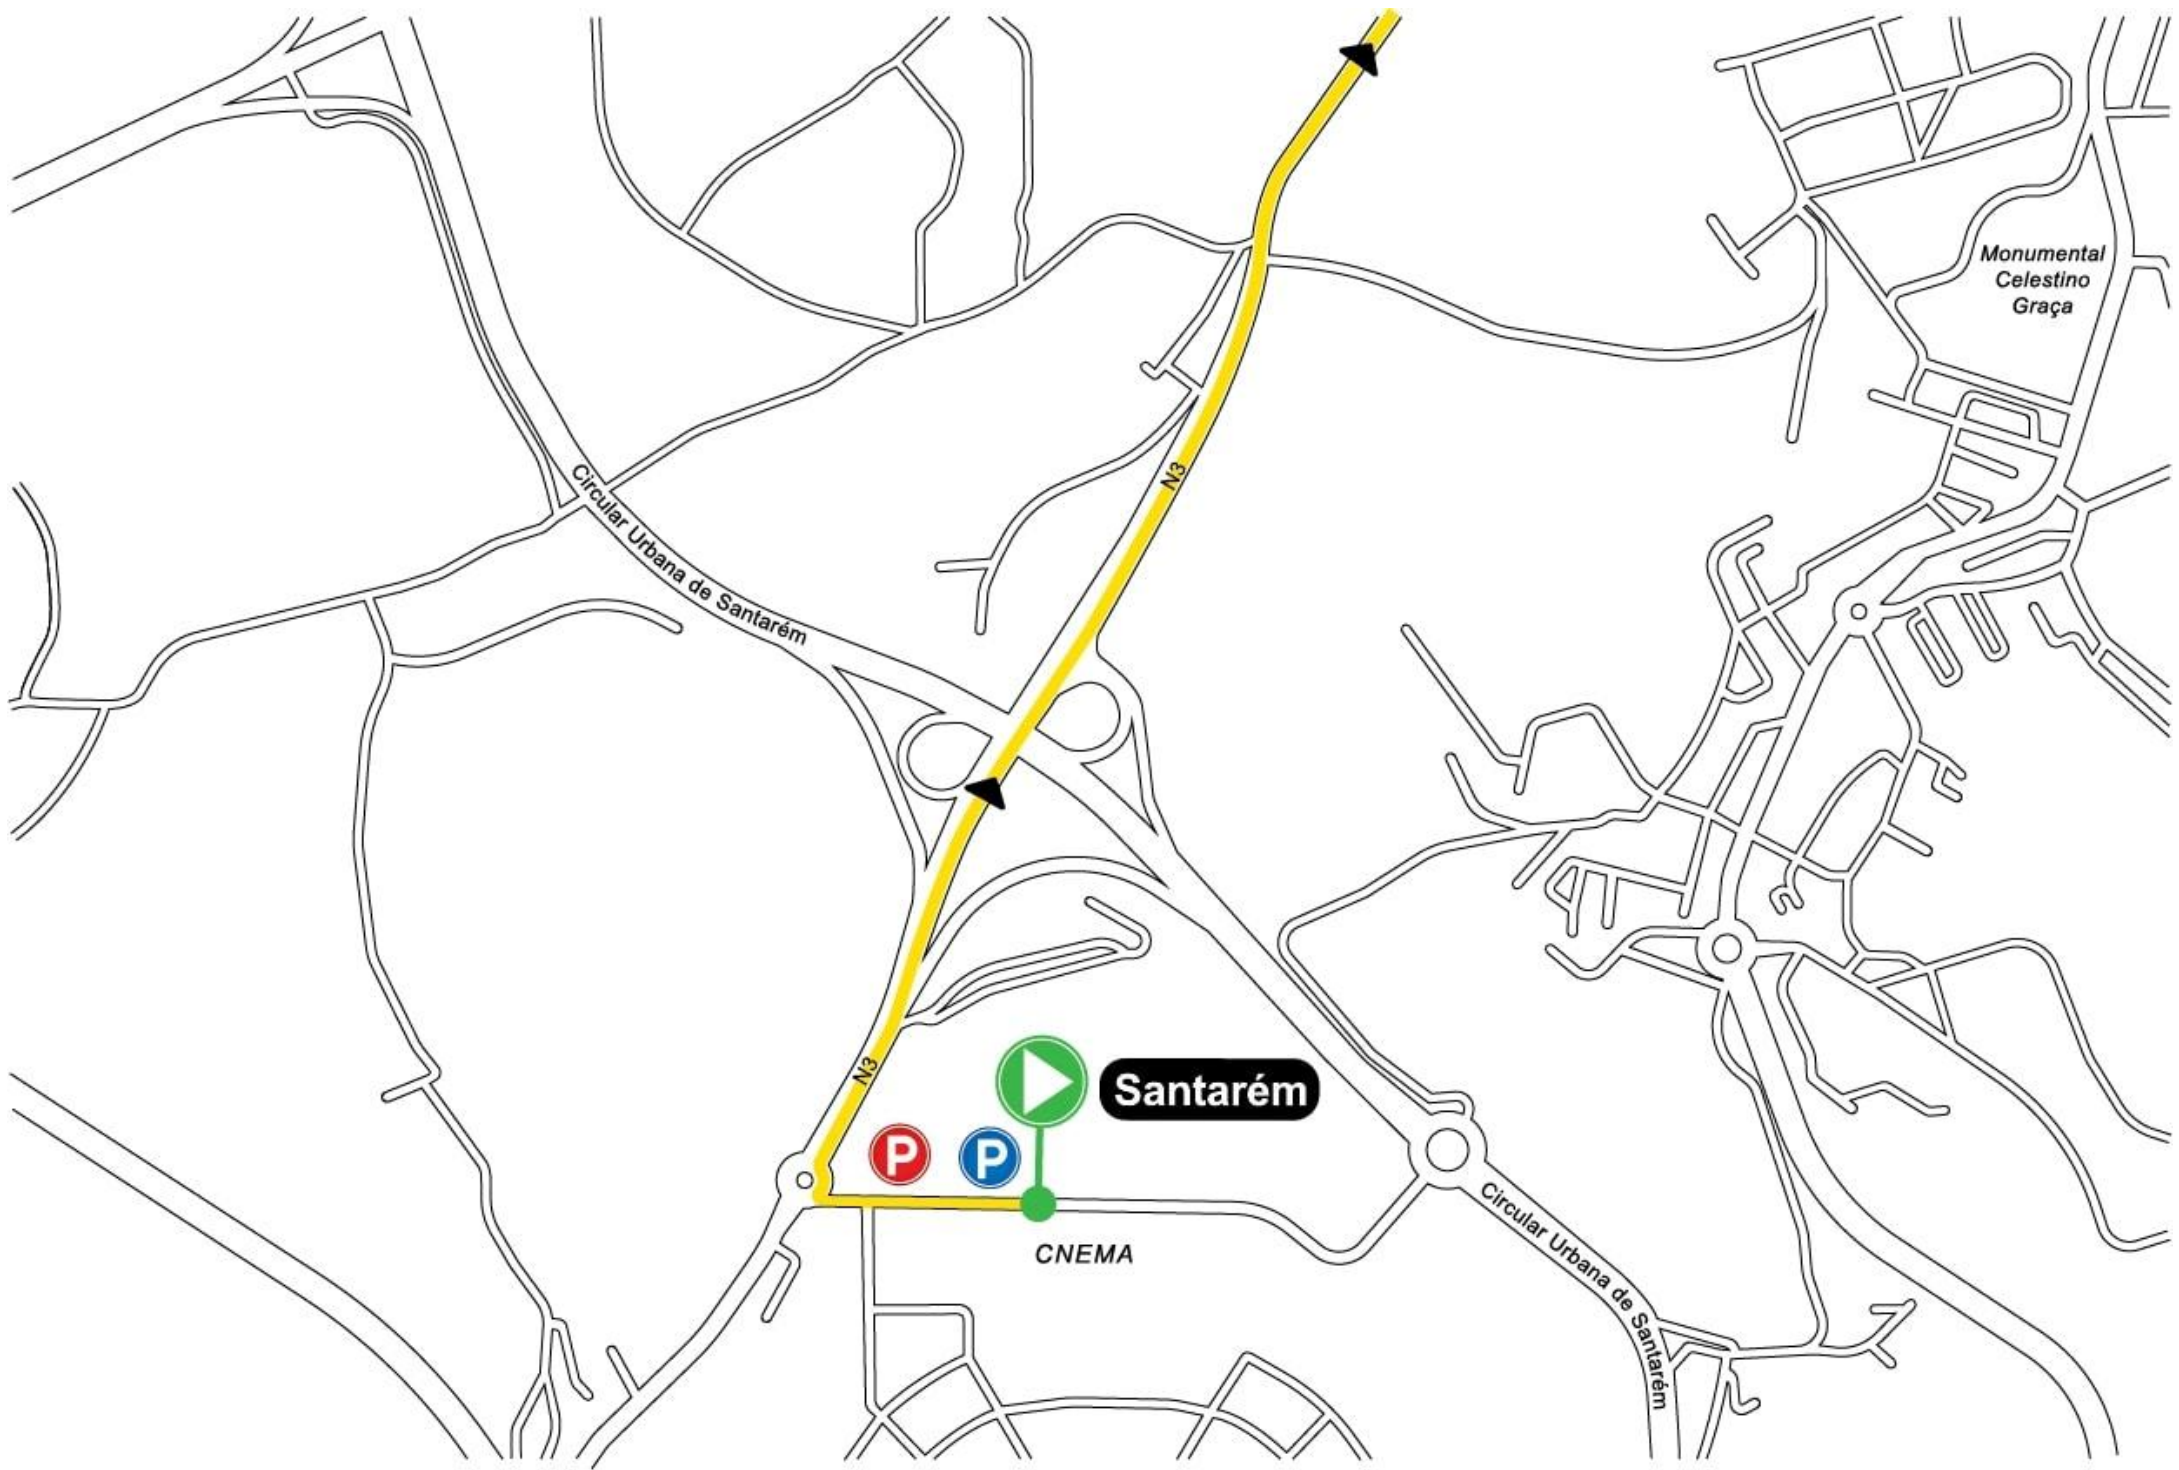 Monumental
Celestino
Graça
N3
Circular Urbana de Santarém
N3
Santarém
P
P
CNEMA
Circular Urbana de Santarém